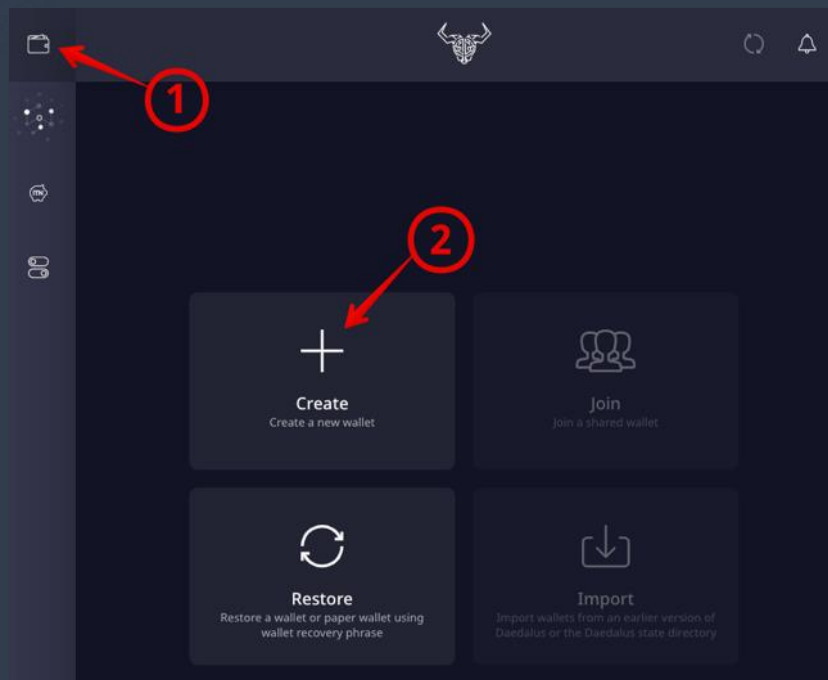 1
2
Create
Create a new wallet
Join
Join a shared wallet
Restore
Restore a wallet or paper wallet using
wallet recovery phrase
Import
Import wallets from an earlier version of
Daedalus or the Daedalus state directory